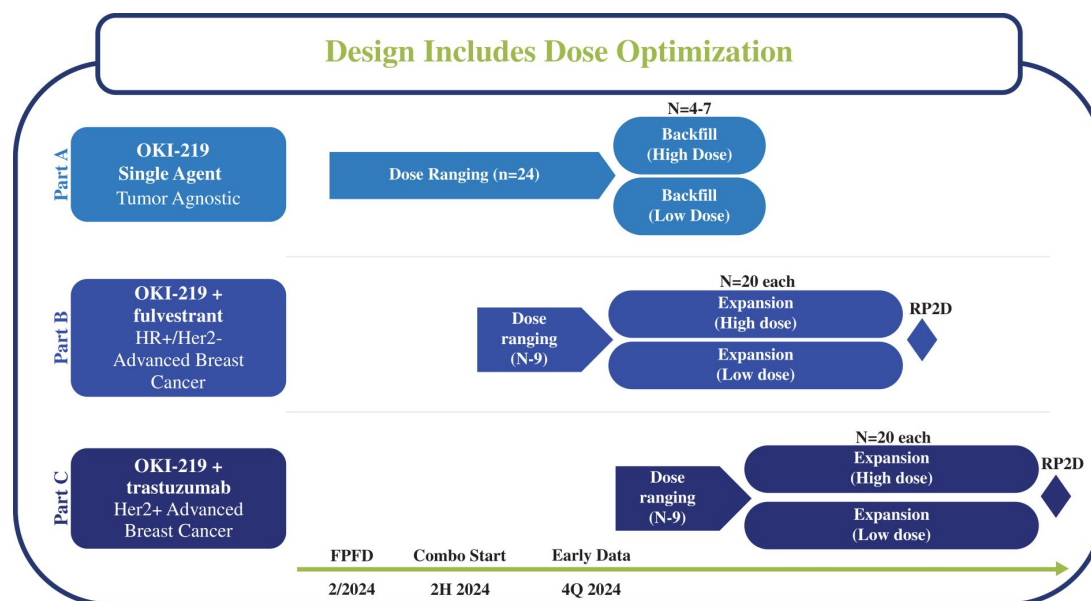 Design Includes Dose Optimization
Part A
OKI-219
Single Agent
Tumor Agnostic
Dose Ranging (n=24)
N=4-7
Backfill
(High Dose)
Backfill
(Low Dose)
Part B
OKI-219 +
fulvestrant
HR+/Her2-
Advanced Breast
Cancer
Dose
ranging
(N-9)
N=20 each
Expansion
(High dose)
Expansion
(Low dose)
RP2D
Part C
OKI-219 +
trastuzumab
Her2+ Advanced
Breast Cancer
Dose
ranging
(N-9)
N=20 each
Expansion
(High dose)
Expansion
(Low dose)
RP2D
FPFD
Combo Start
Early Data
2/2024
2H 2024
4Q 2024